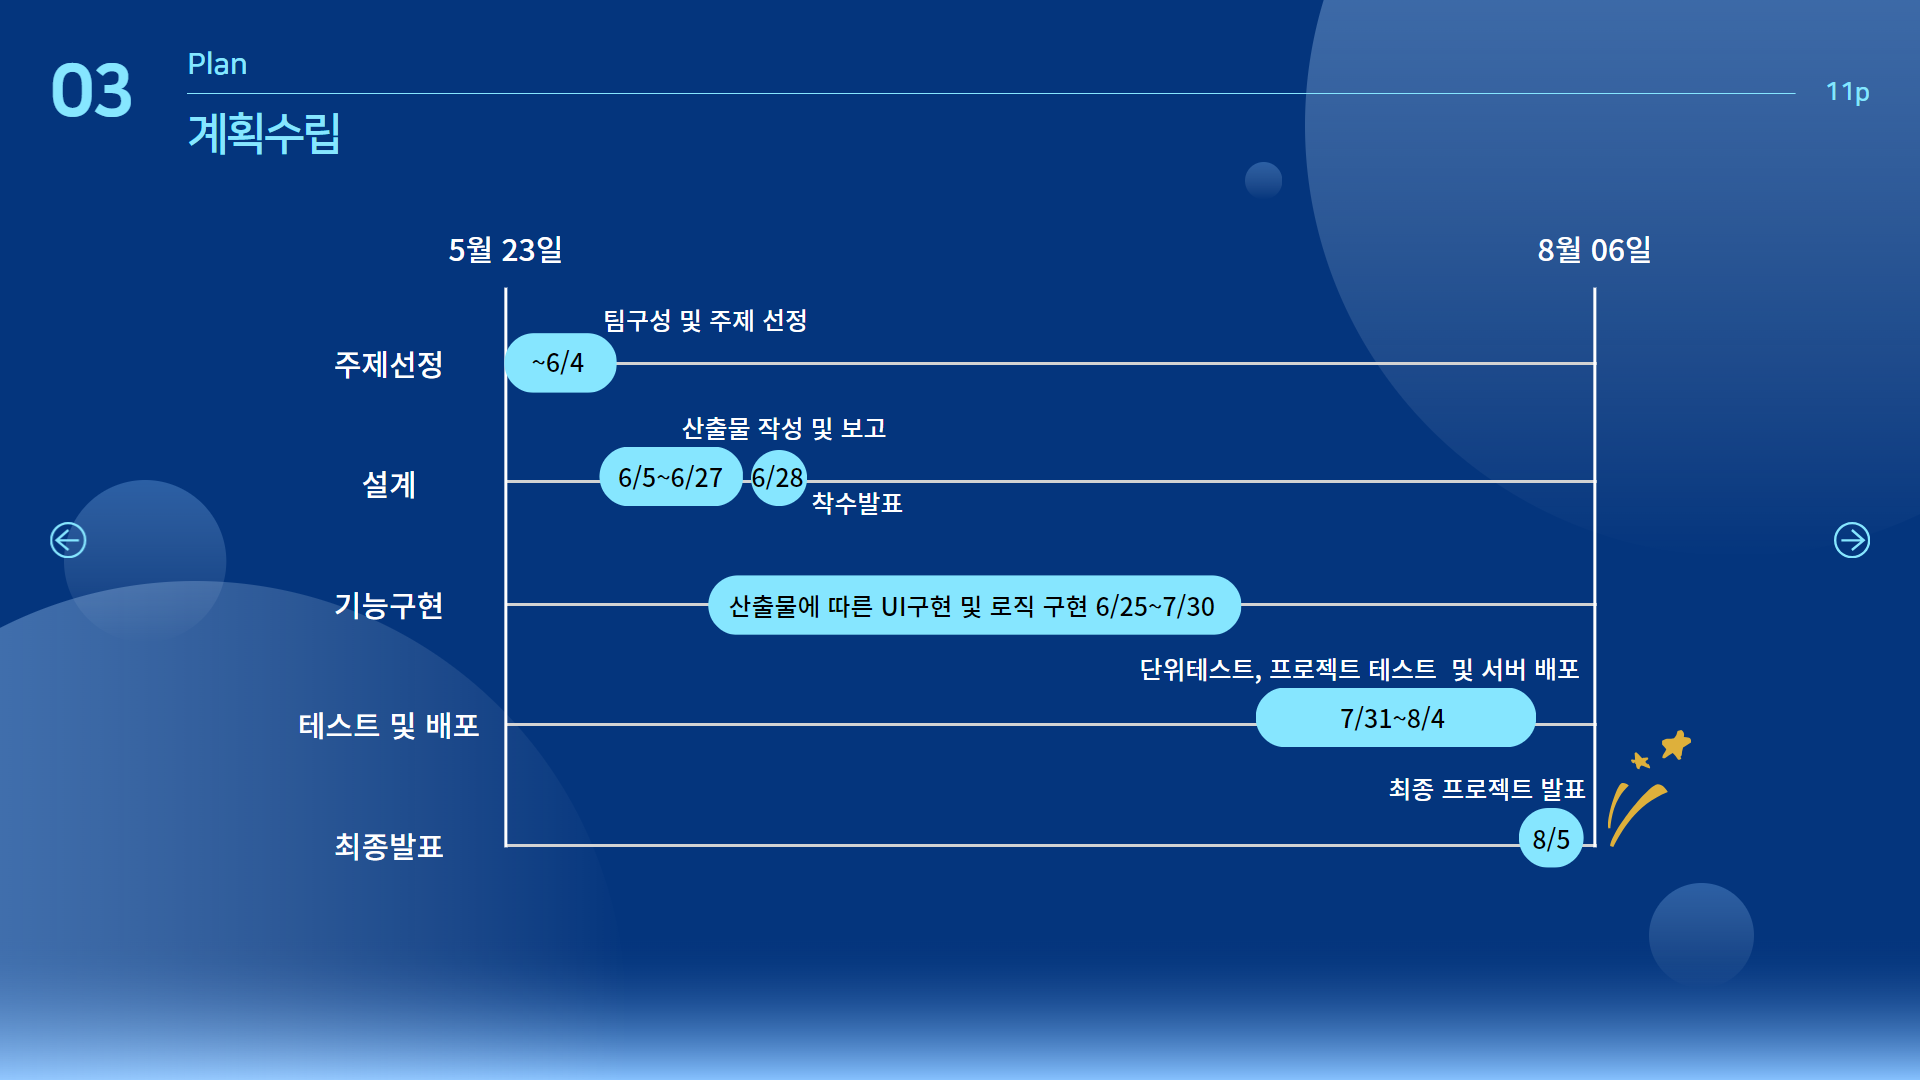 03
Plan
계획수립
11p
5월 23일
8월 06일
팀구성 및 주제 선정
주제선정
~6/4
산출물 작성 및 보고
설계
6/5~6/27
6/28
착수발표
기능구현
산출물에 따른 UI구현 및 로직 구현 6/25~7/30
단위테스트, 프로젝트 테스트  및 서버 배포
테스트 및 배포
7/31~8/4
최종 프로젝트 발표
최종발표
8/5